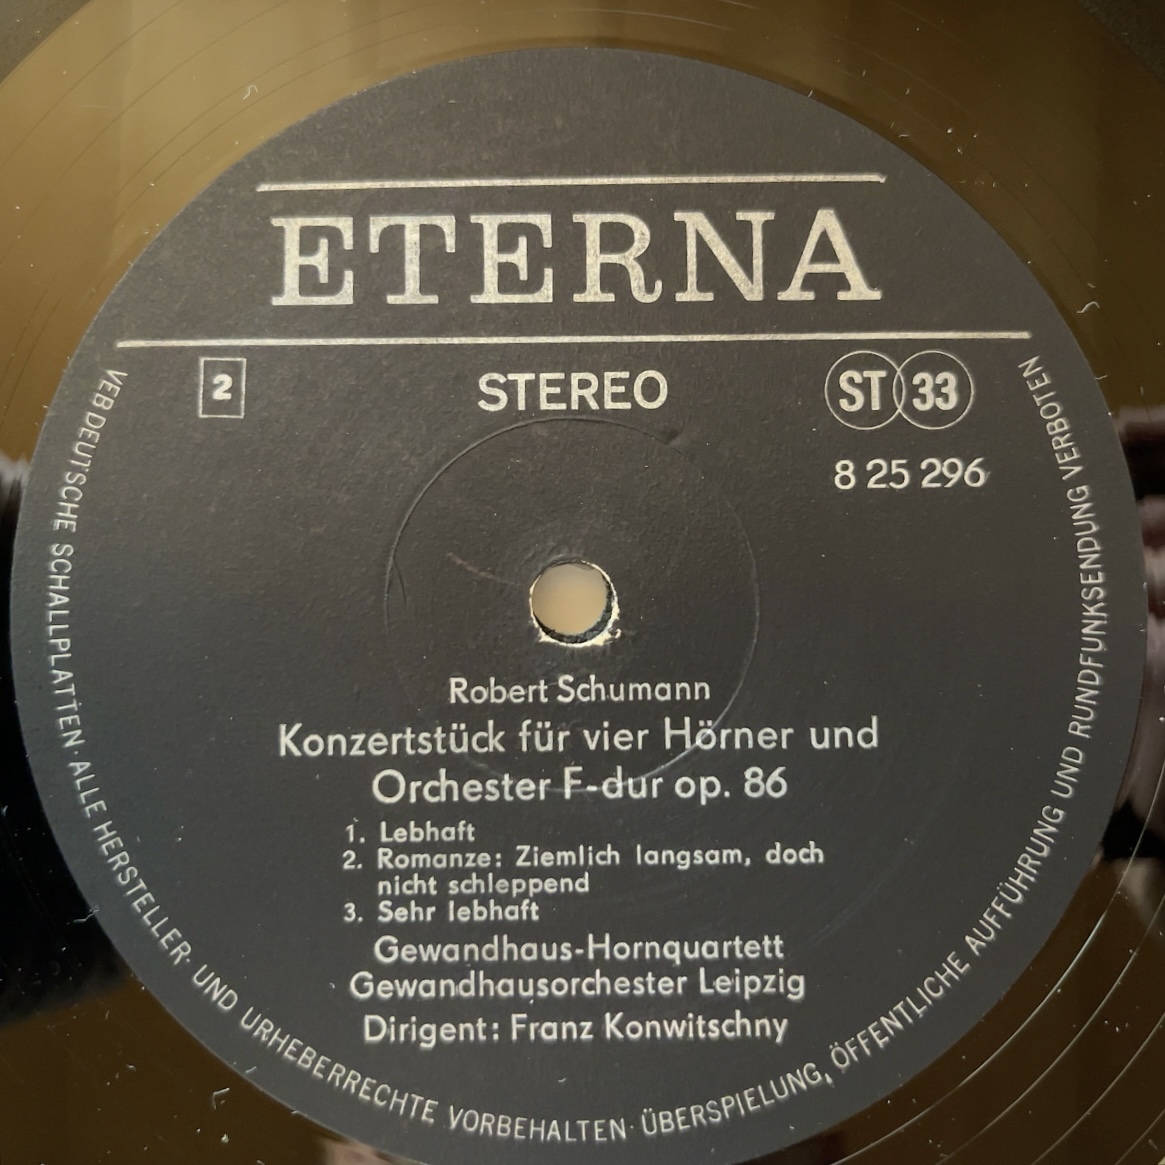 ETERNA
2
STEREO
ST 33
8 25 296
Robert Schumann
Konzertstück für vier Hörner und
Orchester F-dur op. 86
1. Lebhaft
2. Romanze: Ziemlich langsam, doch
nicht schleppend
3. Sehr lebhaft
Gewandhaus-Hornquartett
Gewandhausorchester Leipzig
Dirigent: Franz Konwitschny
VEB DEUTSCHE SCHALLPLATTEN · ALLE HERSTELLER- UND URHEBERRECHTE VORBEHALTEN · ÜBERSPIELUNG, ÖFFENTLICHE AUFFÜHRUNG UND RUNDFUNKSENDUNG VERBOTEN